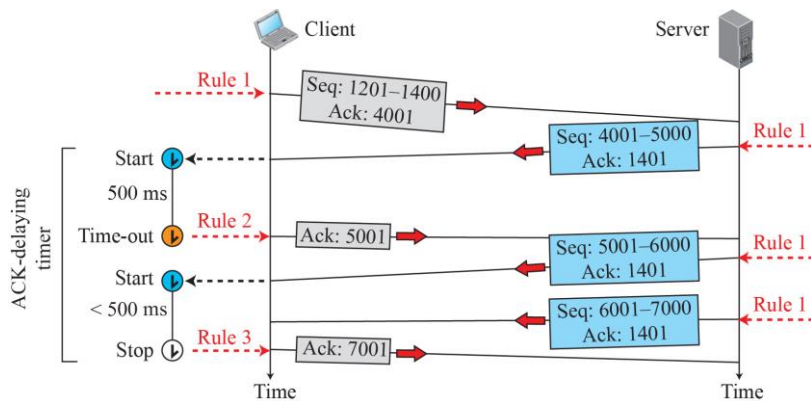 Client
Server
Rule 1
Seq: 1201–1400
Ack: 4001
Seq: 4001–5000
Ack: 1401
Rule 1
Start
500 ms
Time-out
Rule 2
Ack: 5001
Seq: 5001–6000
Ack: 1401
Rule 1
ACK-delaying
timer
Start
< 500 ms
Seq: 6001–7000
Ack: 1401
Rule 1
Stop
Rule 3
Ack: 7001
Time
Time